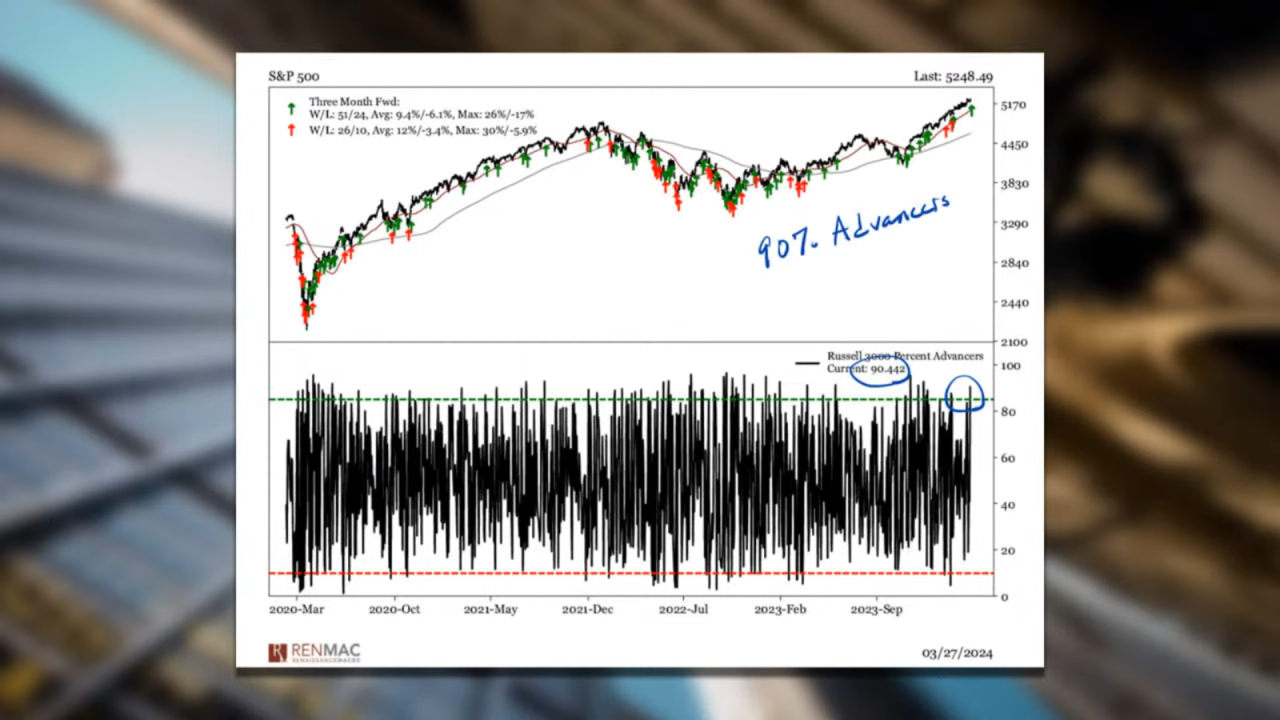 S&P 500
Last: 5248.49
Three Month Fwd:
W/L: 51/24, Avg: 9.4%/-6.1%, Max: 26%/-17%
W/L: 26/10, Avg: 12%/-3.4%, Max: 30%/-5.9%
5170
4450
3830
3290
2840
2440
2100
90% Advancers
Russell 3000 Percent Advancers
Current: 90.442
100
80
60
40
20
0
2020-Mar 2020-Oct 2021-May 2021-Dec 2022-Jul 2023-Feb 2023-Sep
R RENMAC
RENAISSANCEMACRO
03/27/2024